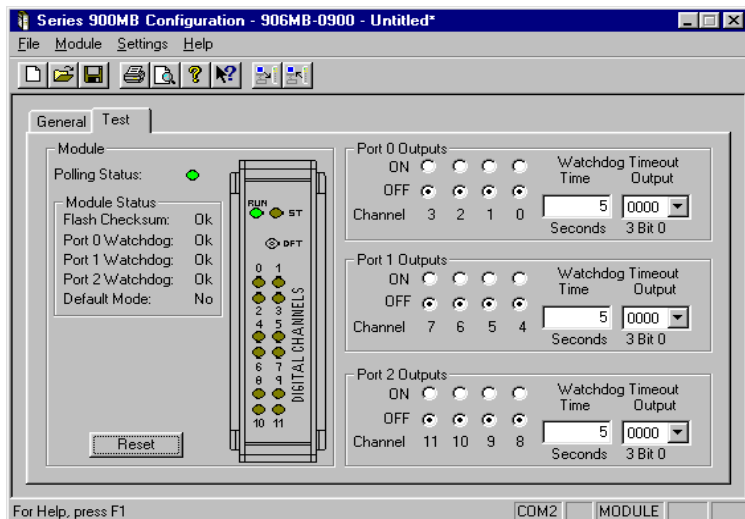 Series 900MB Configuration - 906MB-0900 - Untitled*
File Module Settings Help
General Test
Module
Polling Status:
Module Status
Flash Checksum: Ok
Port 0 Watchdog: Ok
Port 1 Watchdog: Ok
Port 2 Watchdog: Ok
Default Mode: No
Reset
RUN
ST
DFT
0 1
2 3
4 5
6 7
8 9
10 11
DIGITAL CHANNELS
Port 0 Outputs
ON
OFF
Channel 3 2 1 0
Watchdog Timeout
Time Output
5 0000
Seconds 3 Bit 0
Port 1 Outputs
ON
OFF
Channel 7 6 5 4
Watchdog Timeout
Time Output
5 0000
Seconds 3 Bit 0
Port 2 Outputs
ON
OFF
Channel 11 10 9 8
Watchdog Timeout
Time Output
5 0000
Seconds 3 Bit 0
For Help, press F1
COM2 MODULE